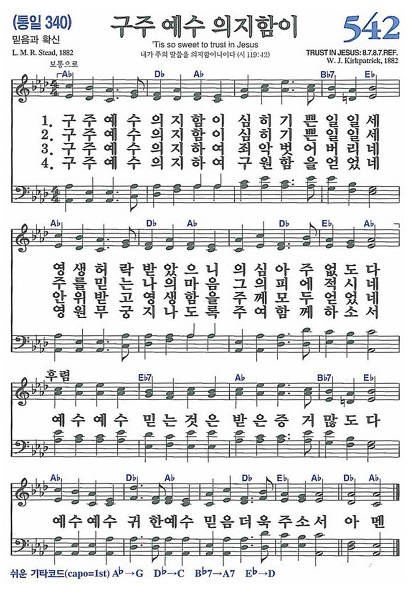 (통일 340)
구주 예수 의지함이
542
믿음과 확신
'Tis so sweet to trust in Jesus
L. M. R. Stead, 1882
내가 주의 말씀을 의지함이니이다 (시 119:42)
TRUST IN JESUS: 8.7.8.7.REF.
W. J. Kirkpatrick, 1882
보통으로
A♭ D♭ A♭ B♭7 E♭
1. 구 주 예 수 의 지 함 이 심 히 기 쁜 일 일 세
2. 구 주 예 수 의 지 함 이 심 히 기 쁜 일 일 세
3. 구 주 예 수 의 지 하 여 죄 악 벗 어 버 리 네
4. 구 주 예 수 의 지 하 여 구 원 함 을 얻 었 네
A♭ D♭ A♭ D♭ A♭ E♭ A♭
영 생 허 락 받 았 으 니 의 심 아 주 없 도 다
주 를 믿 는 나 의 마 음 그 의 피 에 적 시 네
안 위 받 고 영 생 함 을 주 께 모 두 얻 었 네
영 원 무 궁 지 나 도 록 주 여 함 께 하 소 서
후렴
E♭ A♭ B♭7 E♭
예 수 예 수 믿 는 것 은 받 은 증 거 많 도 다
A♭ D♭ A♭ D♭ E♭ A♭ D♭ A♭
예 수 예 수 귀 한 예 수 믿 음 더 욱 주 소 서 아 멘
쉬운 기타코드(capo=1st) A♭→G D♭→C B♭7→A7 E♭→D